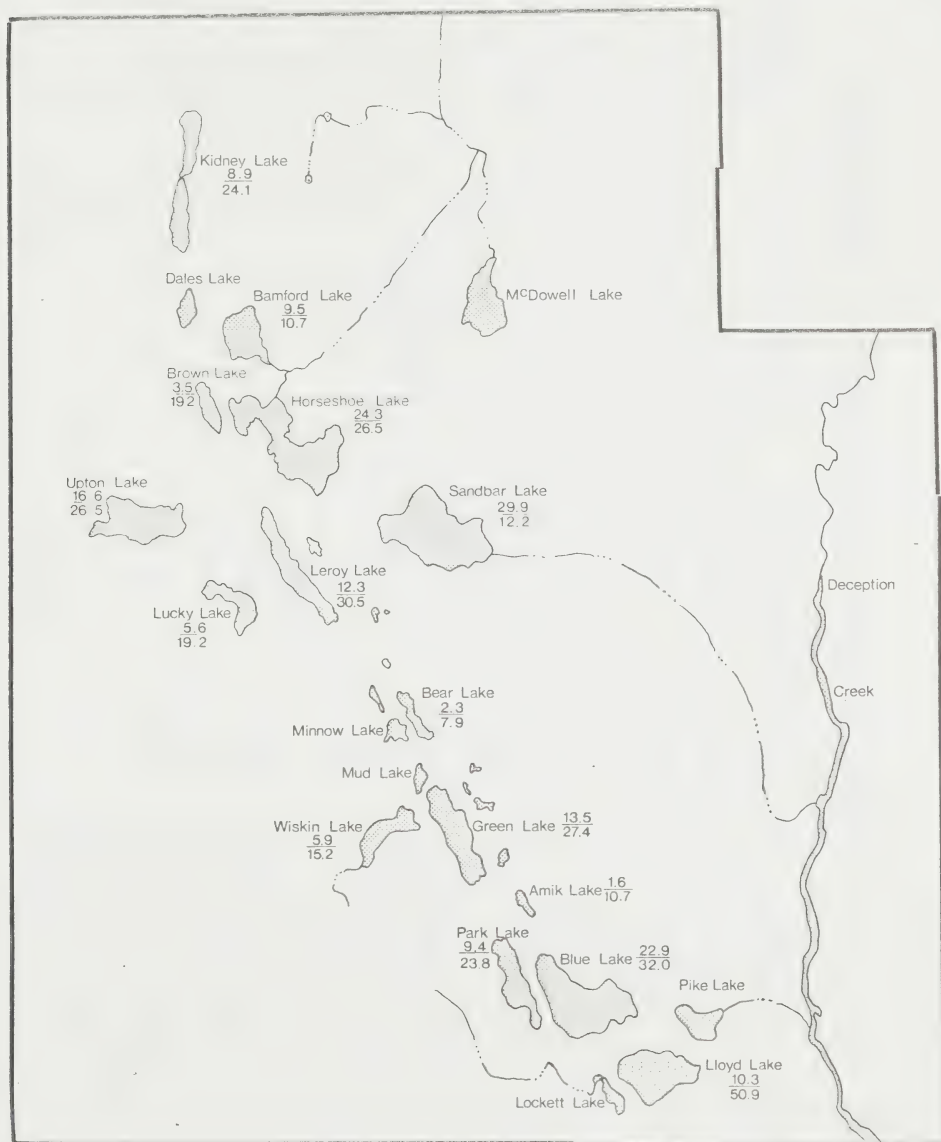 Kidney Lake
8.9
24.1
Dales Lake
Bamford Lake
9.5
10.7
McDowell Lake
Brown Lake
3.5
19.2
Horseshoe Lake
24.3
26.5
Upton Lake
16 6
26 5
Sandbar Lake
29.9
12.2
Leroy Lake
12.3
30.5
Lucky Lake
5.6
19.2
Deception
Creek
Bear Lake
2.3
7.9
Minnow Lake
Mud Lake
Wiskin Lake
5.9
15.2
Green Lake 13.5
27.4
Amik Lake 1.6
10.7
Park Lake
9.4
23.8
Blue Lake 22.9
32.0
Pike Lake
Lloyd Lake
10.3
50.9
Lockett Lake